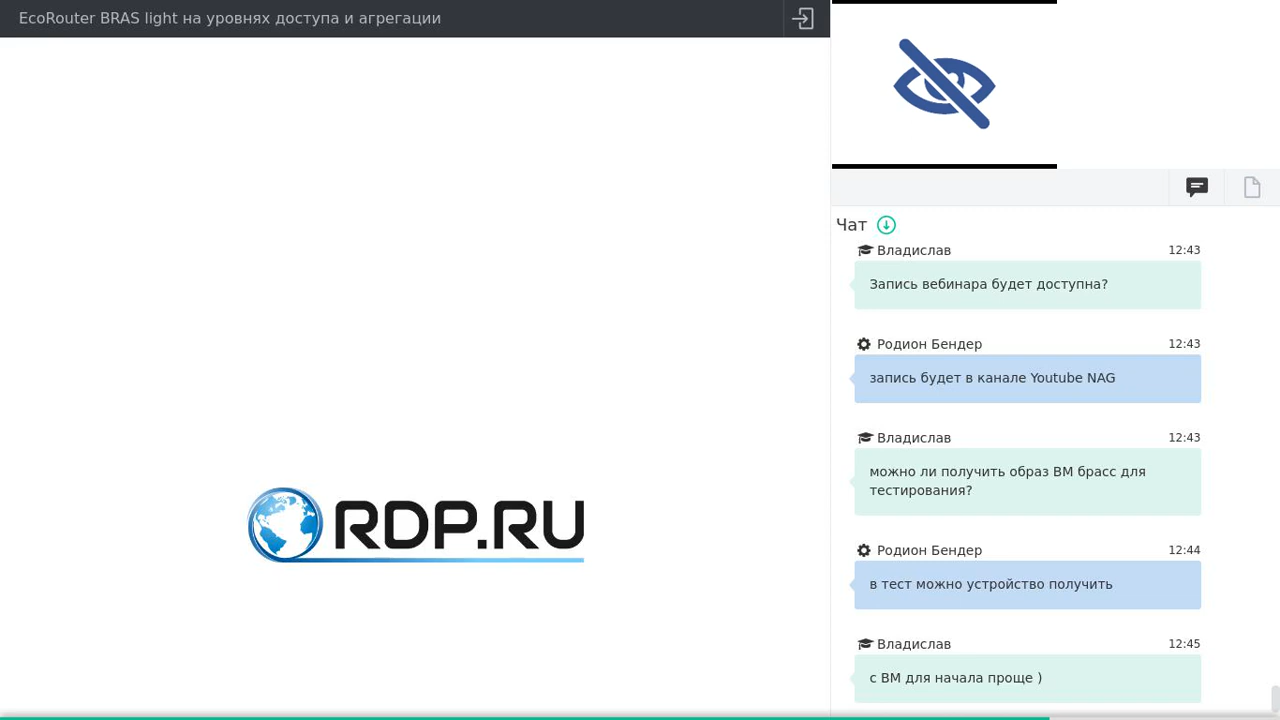 EcoRouter BRAS light на уровнях доступа и агрегации
RDP.RU
Чат
Владислав 12:43
Запись вебинара будет доступна?
Родион Бендер 12:43
запись будет в канале Youtube NAG
Владислав 12:43
можно ли получить образ ВМ брасс для
тестирования?
Родион Бендер 12:44
в тест можно устройство получить
Владислав 12:45
с ВМ для начала проще )